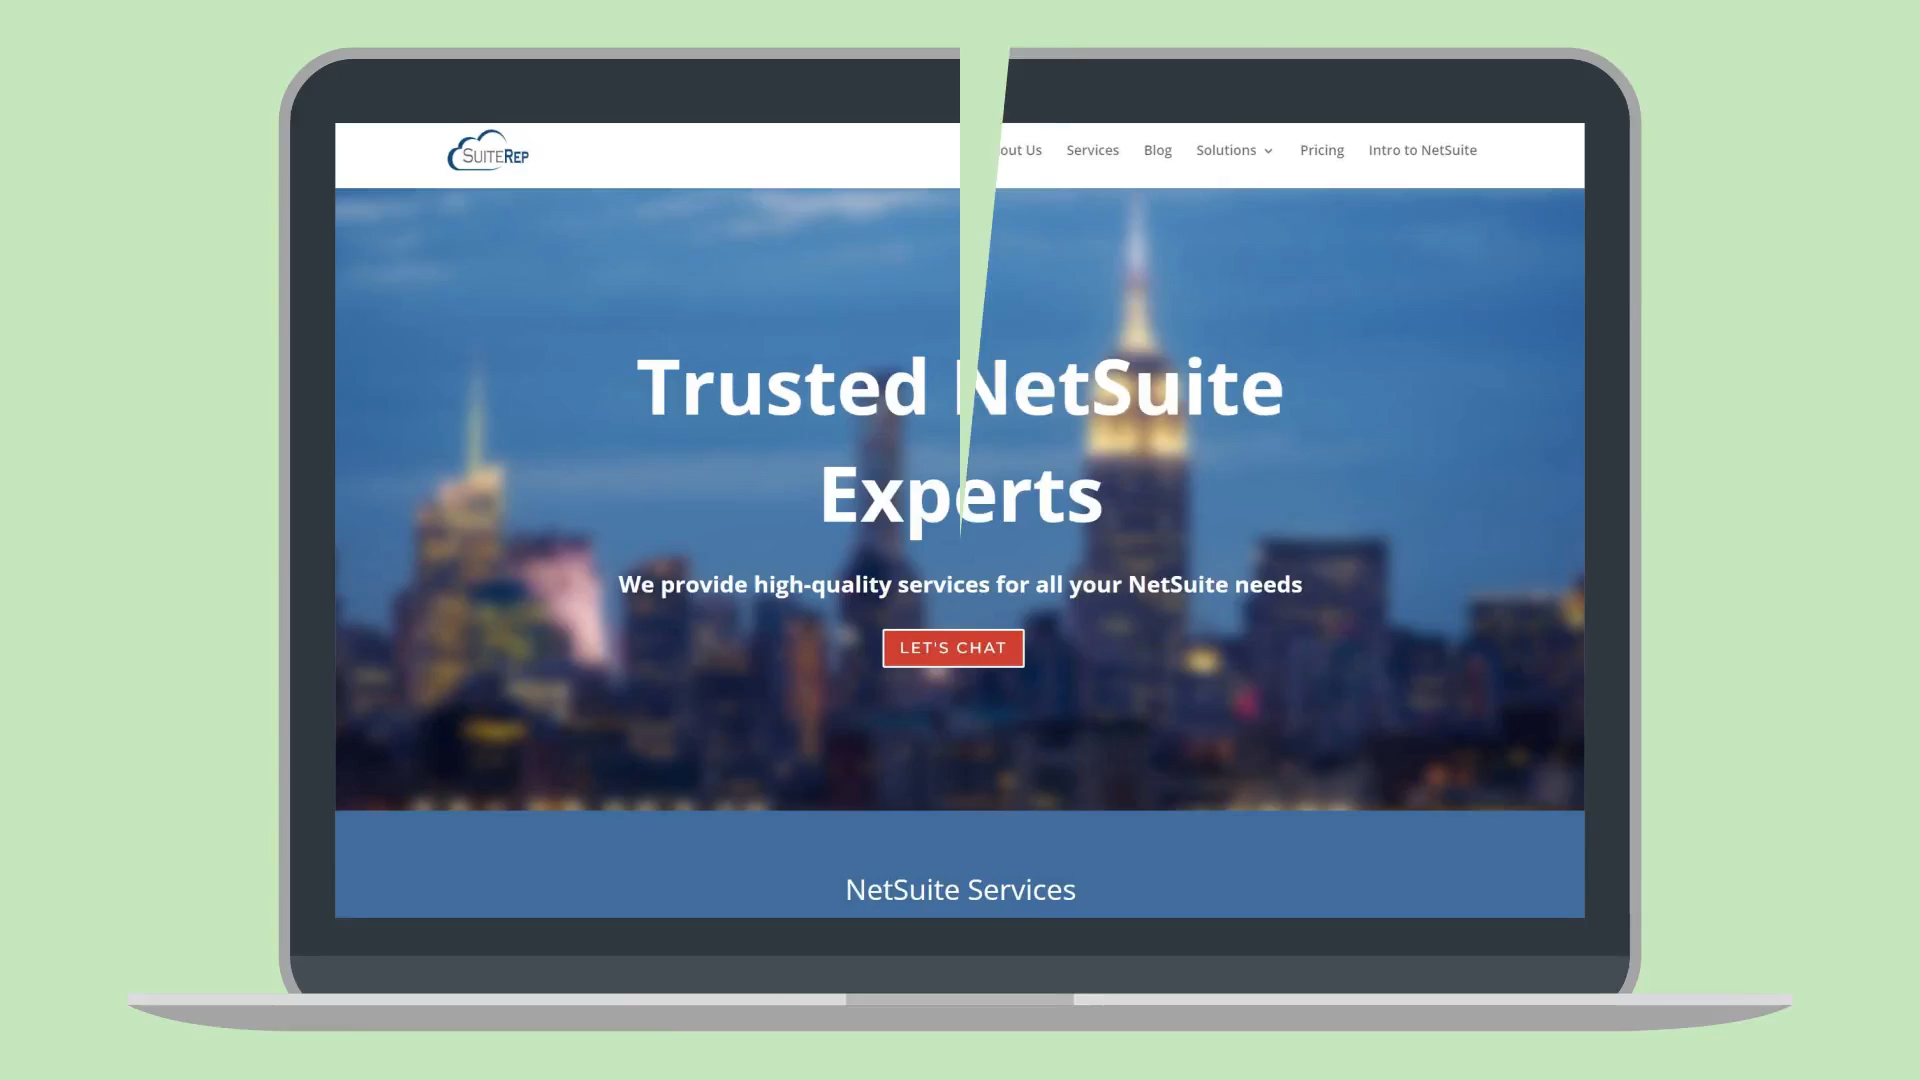 SUITEREP
out Us Services Blog Solutions Pricing Intro to NetSuite
Trusted NetSuite
Experts
We provide high-quality services for all your NetSuite needs
LET'S CHAT
NetSuite Services